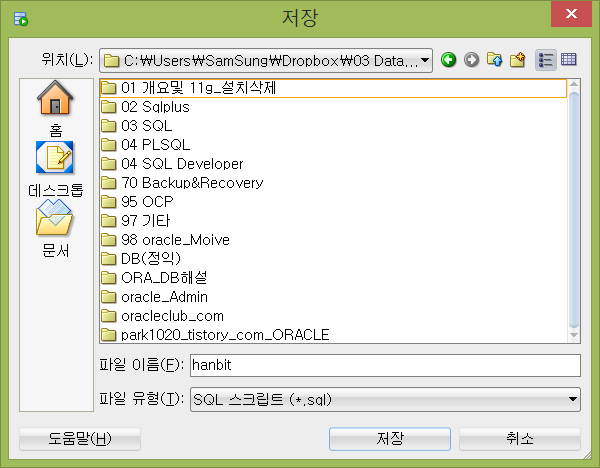 저장
위치(L): C:₩Users₩SamSung₩Dropbox₩03 Data...
홈
데스크톱
문서
01 개요및 11g_설치삭제
02 Sqlplus
03 SQL
04 PLSQL
04 SQL Developer
70 Backup&Recovery
95 OCP
97 기타
98 oracle_Moive
DB(정익)
ORA_DB해설
oracle_Admin
oracleclub_com
park1020_tistory_com_ORACLE
파일 이름(F): hanbit
파일 유형(T): SQL 스크립트 (*.sql)
도움말(H) 저장 취소